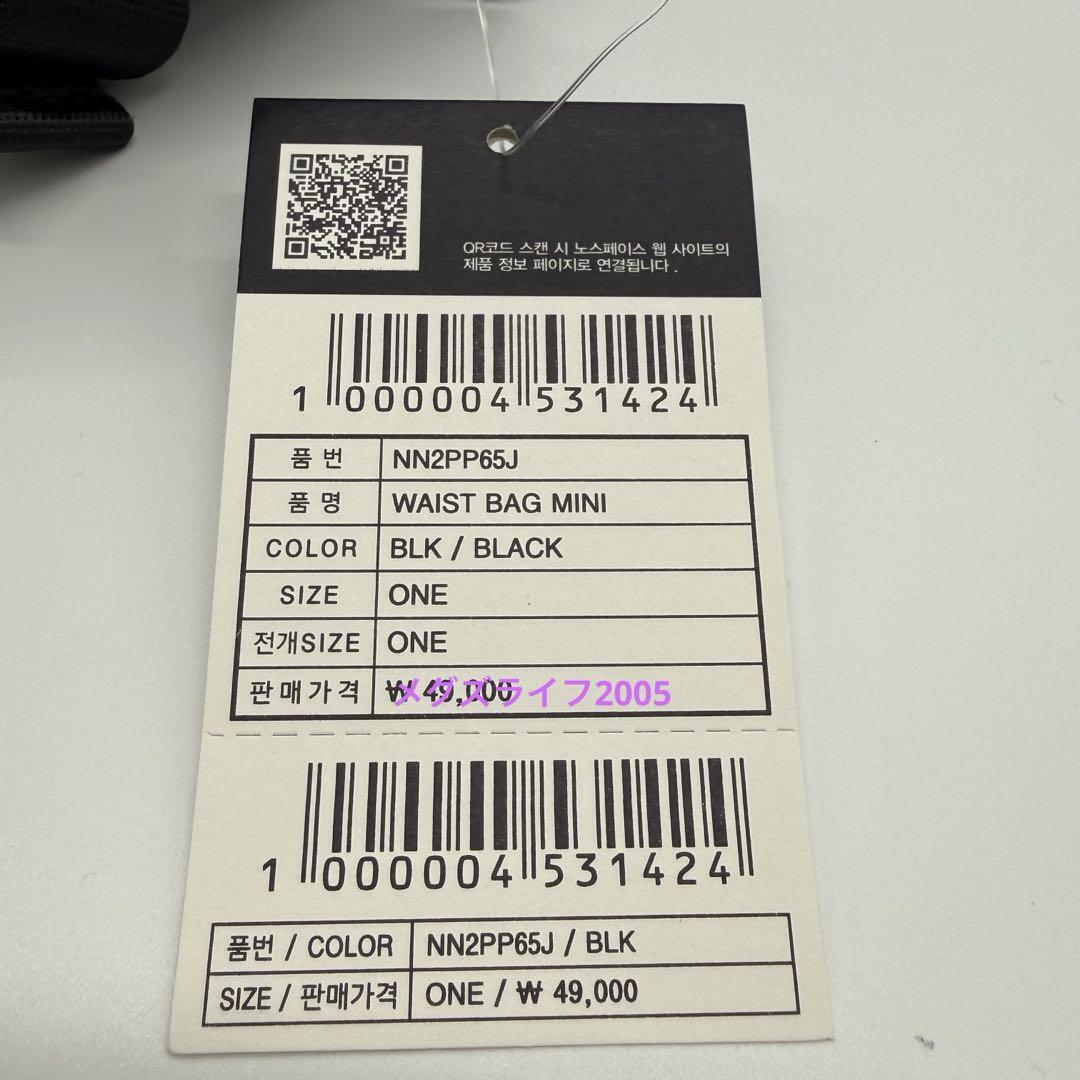 QR코드 스캔 시 노스페이스 웹 사이트의
제품 정보 페이지로 연결됩니다 .
1 000004 531424
품 번 NN2PP65J
품 명 WAIST BAG MINI
COLOR BLK / BLACK
SIZE ONE
전개SIZE ONE
판매가격 ₩ 49,000
メグズライフ2005
1 000004 531424
품번 / COLOR NN2PP65J / BLK
SIZE / 판매가격 ONE / ₩ 49,000